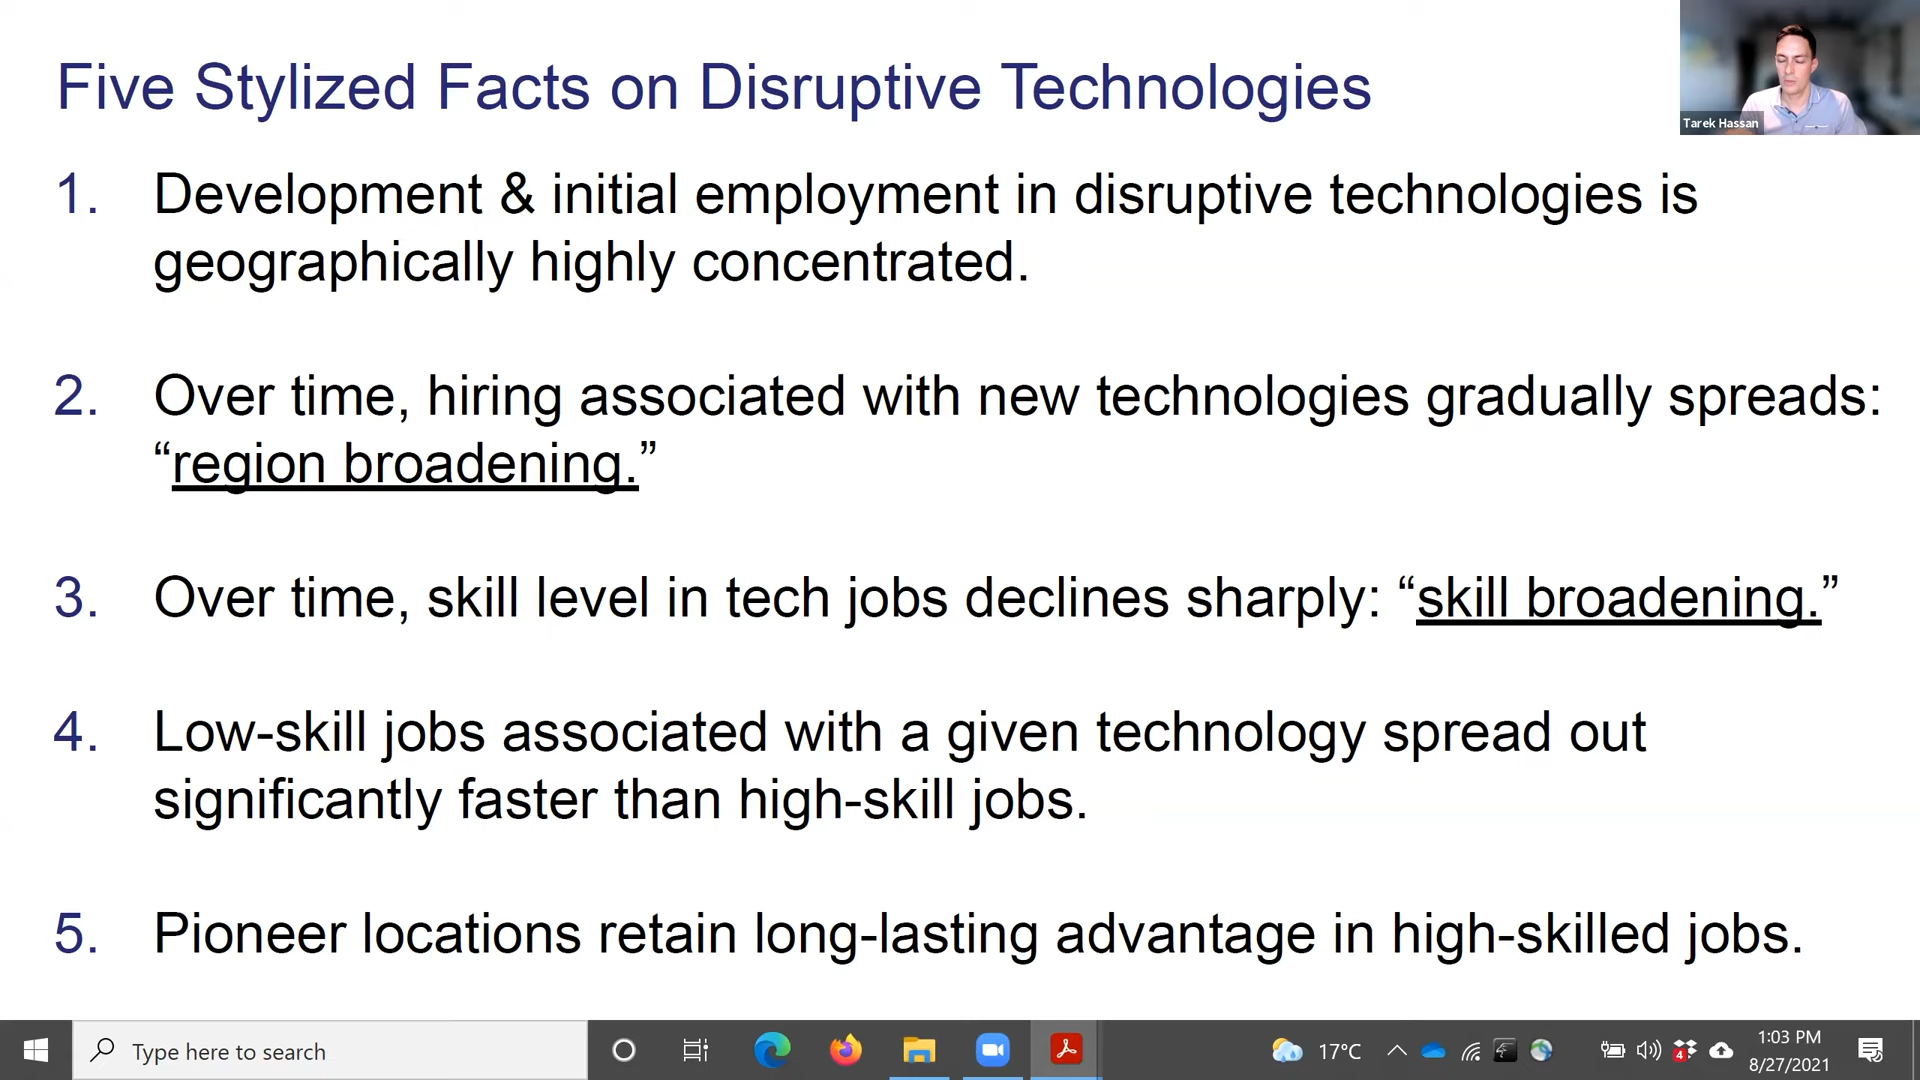 Five Stylized Facts on Disruptive Technologies
Tarek Hassan
1. Development & initial employment in disruptive technologies is
geographically highly concentrated.
2. Over time, hiring associated with new technologies gradually spreads:
“region broadening.”
3. Over time, skill level in tech jobs declines sharply: “skill broadening.”
4. Low-skill jobs associated with a given technology spread out
significantly faster than high-skill jobs.
5. Pioneer locations retain long-lasting advantage in high-skilled jobs.
Type here to search
17°C
4
1:03 PM
8/27/2021